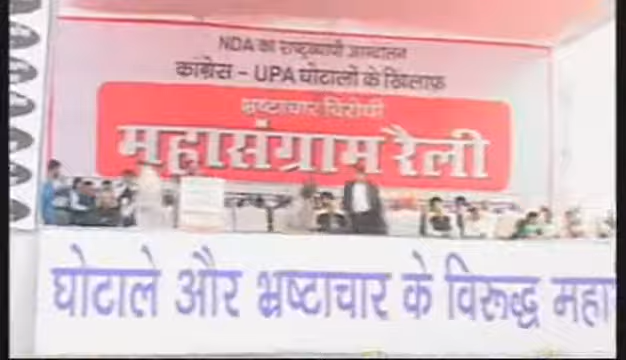 NDA का राष्ट्रव्यापी आन्दोलन
कांग्रेस – UPA घोटालों के खिलाफ़
भ्रष्टाचार विरोधी
महासंग्राम रैली
घोटाले और भ्रष्टाचार के विरूद्ध महा